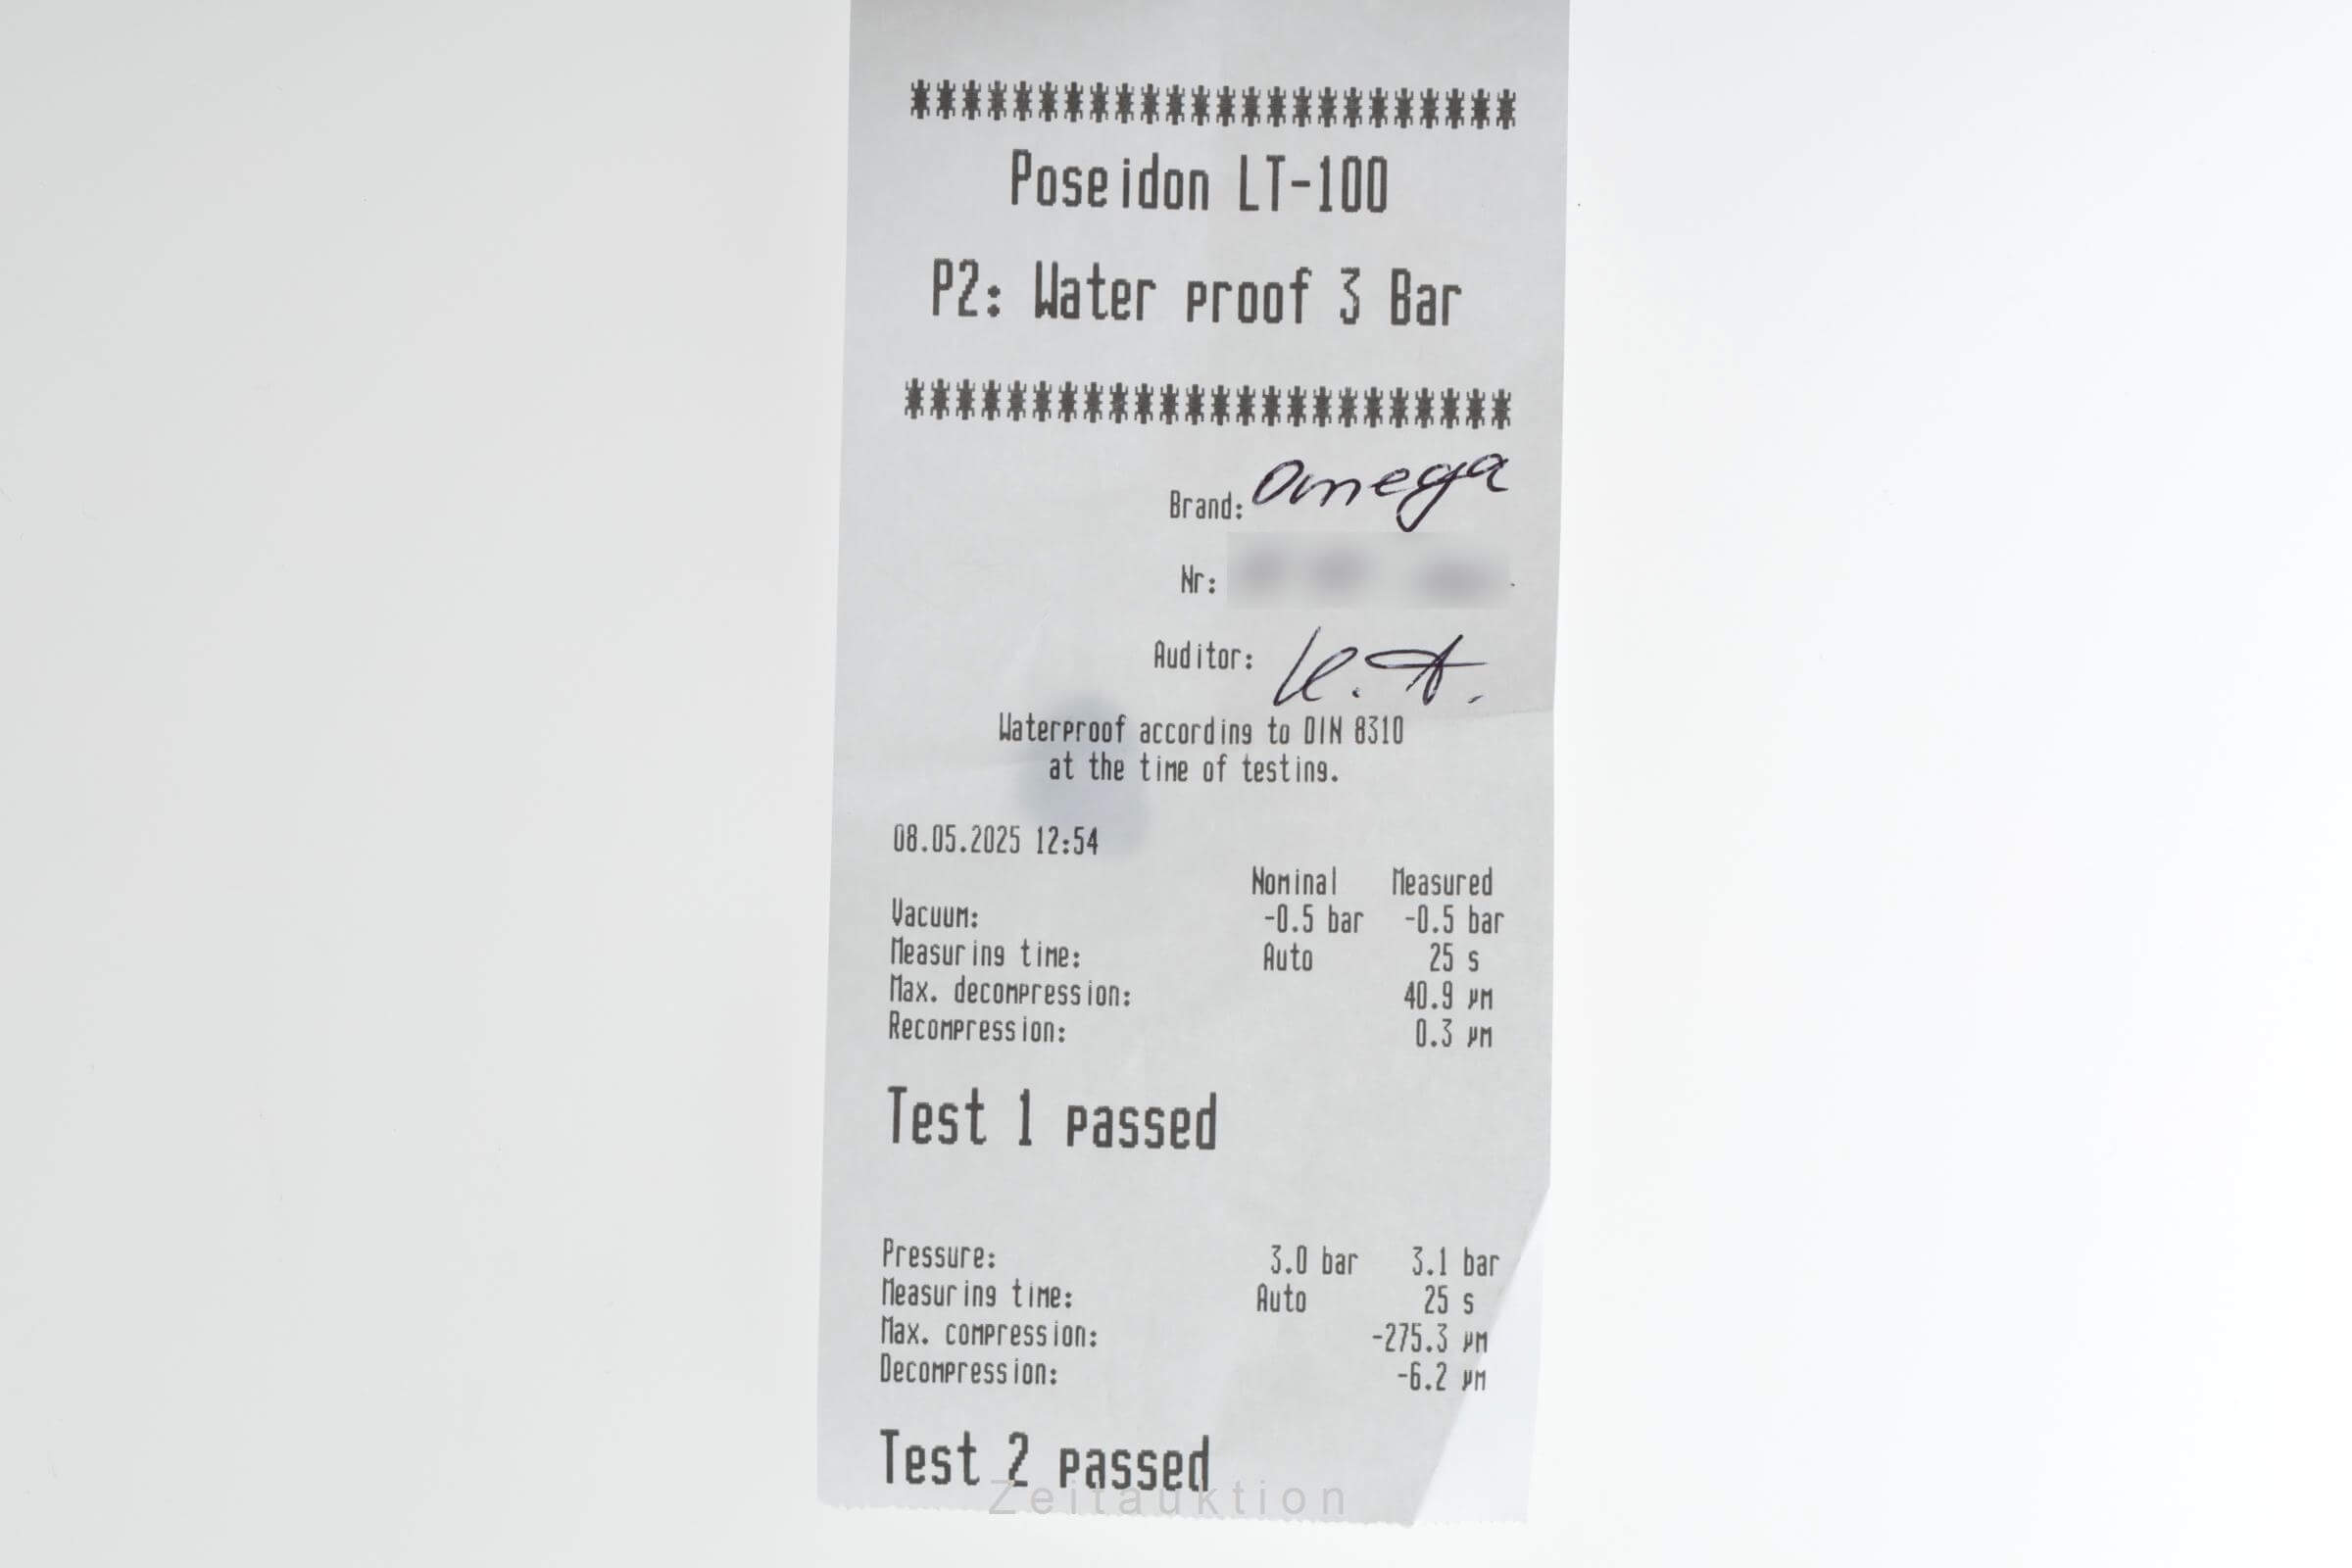 ************************
Poseidon LT-100
P2: Water proof 3 Bar
************************
Brand: Omega
Nr:
Auditor: K.A.
Waterproof according to DIN 8310
at the time of testing.
08.05.2025 12:54
Nominal Measured
Vacuum: -0.5 bar -0.5 bar
Measuring time: Auto 25 s
Max. decompression: 40.9 µm
Recompression: 0.3 µm
Test 1 passed
Pressure: 3.0 bar 3.1 bar
Measuring time: Auto 25 s
Max. compression: -275.3 µm
Decompression: -6.2 µm
Test 2 passed
Zeitauktion